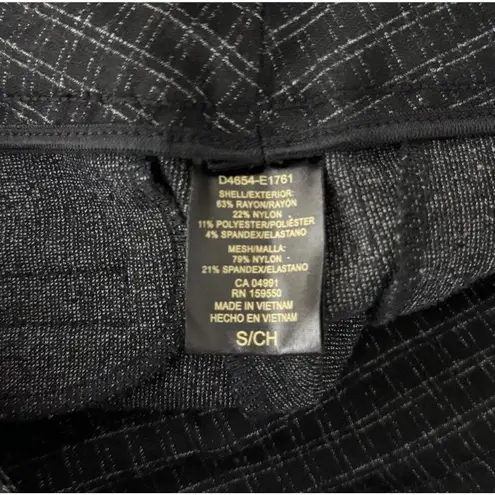 D4654-E1761
SHELL/EXTERIOR:
63% RAYON/RAYÓN
22% NYLON
11% POLYESTER/POLIÉSTER
4% SPANDEX/ELASTANO
MESH/MALLA:
79% NYLON
21% SPANDEX/ELASTANO
CA 04991
RN 159550
MADE IN VIETNAM
HECHO EN VIETNAM
S/CH